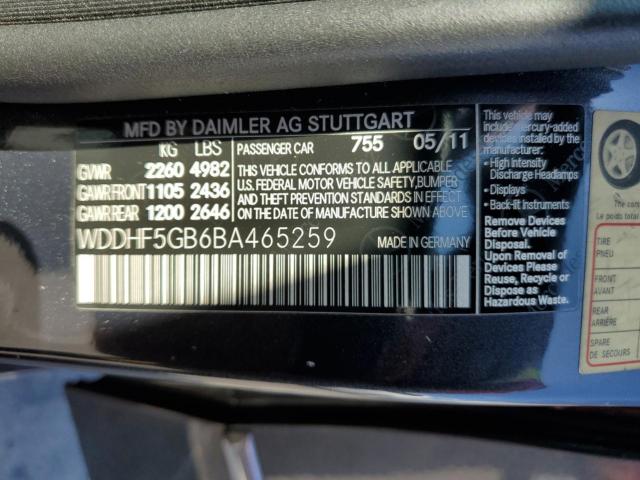 MFD BY DAIMLER AG STUTTGART
KG LBS
GVWR 2260 4982
GAWR FRONT 1105 2436
GAWR REAR 1200 2646
PASSENGER CAR 755 05/11
THIS VEHICLE CONFORMS TO ALL APPLICABLE
U.S. FEDERAL MOTOR VEHICLE SAFETY, BUMPER
AND THEFT PREVENTION STANDARDS IN EFFECT
ON THE DATE OF MANUFACTURE SHOWN ABOVE.
WDDHF5GB6BA465259
MADE IN GERMANY
This vehicle may
include mercury-added
devices installed by the
manufacturer:
• High Intensity
Discharge Headlamps
• Displays
• Back-lit Instruments
Remove Devices
Before Vehicle
Disposal.
Upon Removal of
Devices Please
Reuse, Recycle or
Dispose as
Hazardous Waste.
Le poids total
TIRE
PNEU
FRONT
AVANT
REAR
ARRIÈRE
SPARE
DE SECOURS